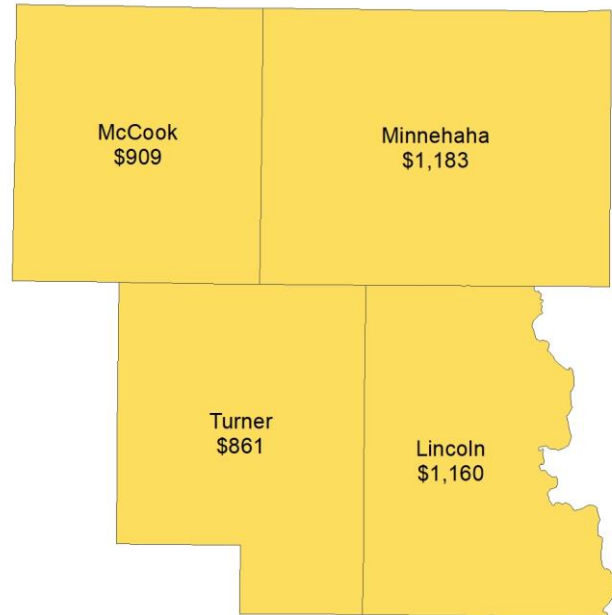 McCook
$909
Minnehaha
$1,183
Turner
$861
Lincoln
$1,160